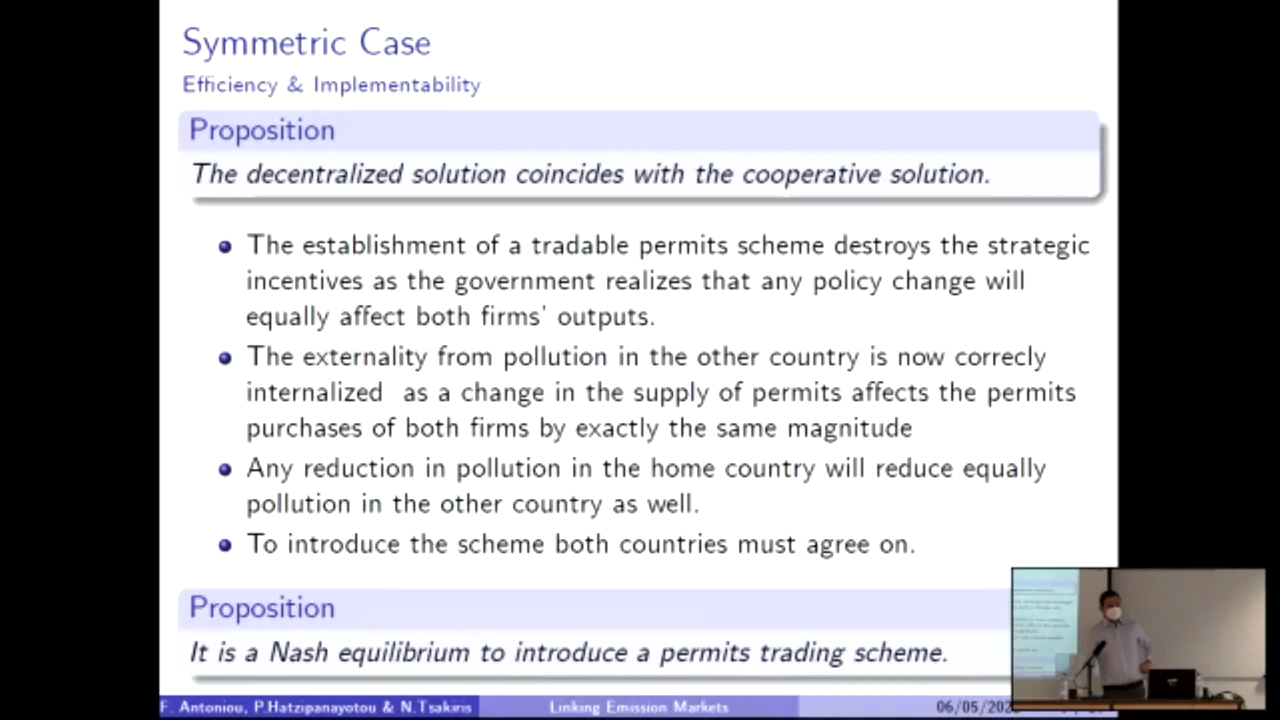 Symmetric Case
Efficiency & Implementability
Proposition
The decentralized solution coincides with the cooperative solution.
The establishment of a tradable permits scheme destroys the strategic
incentives as the government realizes that any policy change will
equally affect both firms' outputs.
The externality from pollution in the other country is now correcly
internalized as a change in the supply of permits affects the permits
purchases of both firms by exactly the same magnitude
Any reduction in pollution in the home country will reduce equally
pollution in the other country as well.
To introduce the scheme both countries must agree on.
Proposition
It is a Nash equilibrium to introduce a permits trading scheme.
F. Antoniou, P.Hatzipanayotou & N.Tsakiris Linking Emission Markets 06/05/202